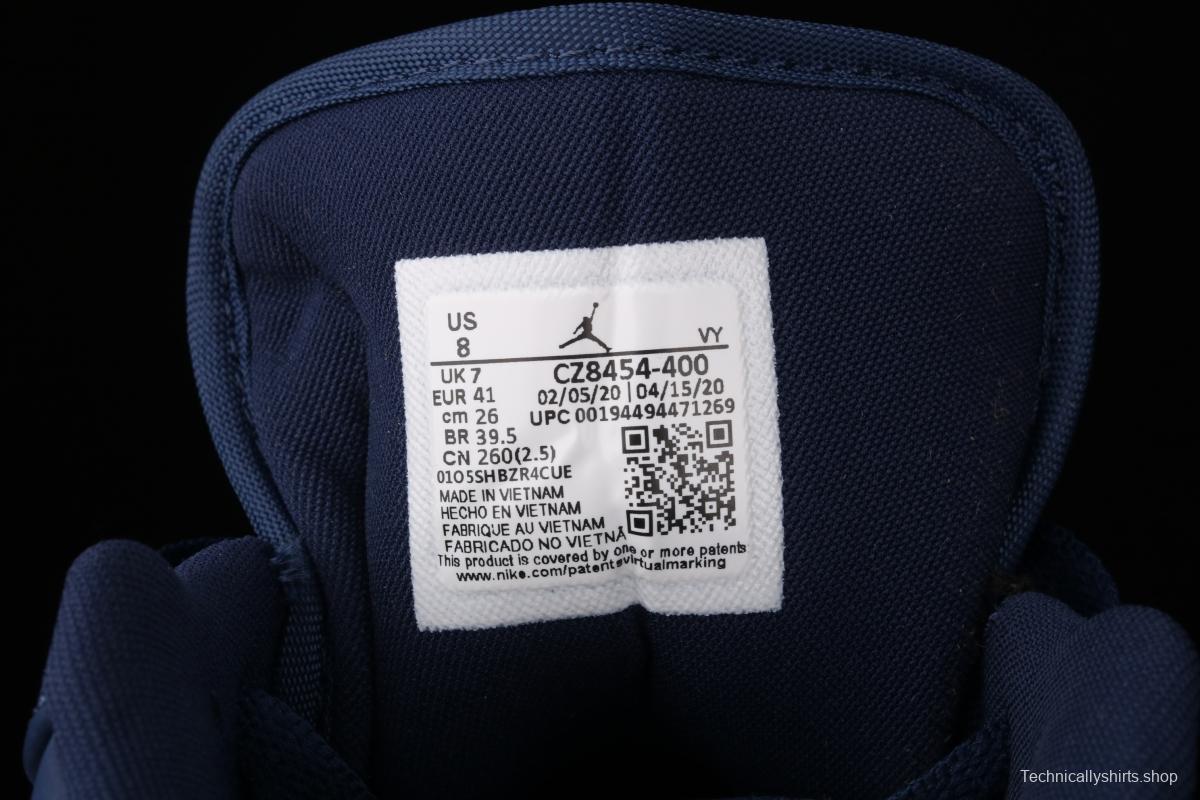 US
8
VY
UK 7
CZ8454-400
EUR 41
02/05/20 | 04/15/20
cm 26
UPC 00194494471269
BR 39.5
CN 260(2.5)
01O5SHBZR4CUE
MADE IN VIETNAM
HECHO EN VIETNAM
FABRIQUE AU VIETNAM
FABRICADO NO VIETNA
This product is covered by one or more patents
www.nike.com/patentsvirtualmarking
Technicallyshirts.shop